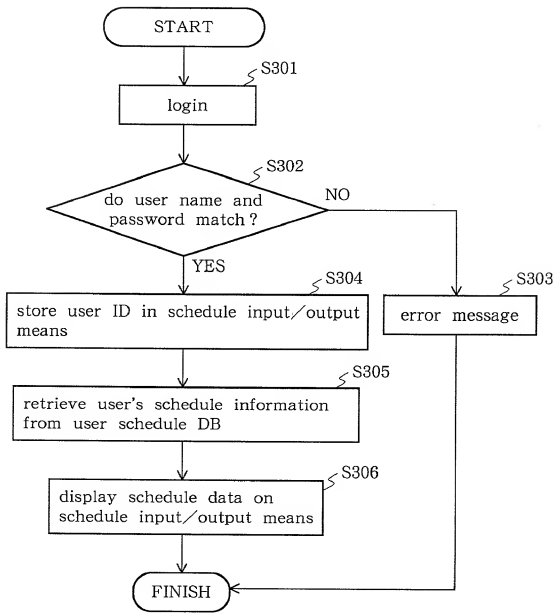 START
S301
login
S302
do user name and
password match?
NO
YES
S304
store user ID in schedule input/output
means
S303
error message
S305
retrieve user's schedule information
from user schedule DB
S306
display schedule data on
schedule input/output means
FINISH